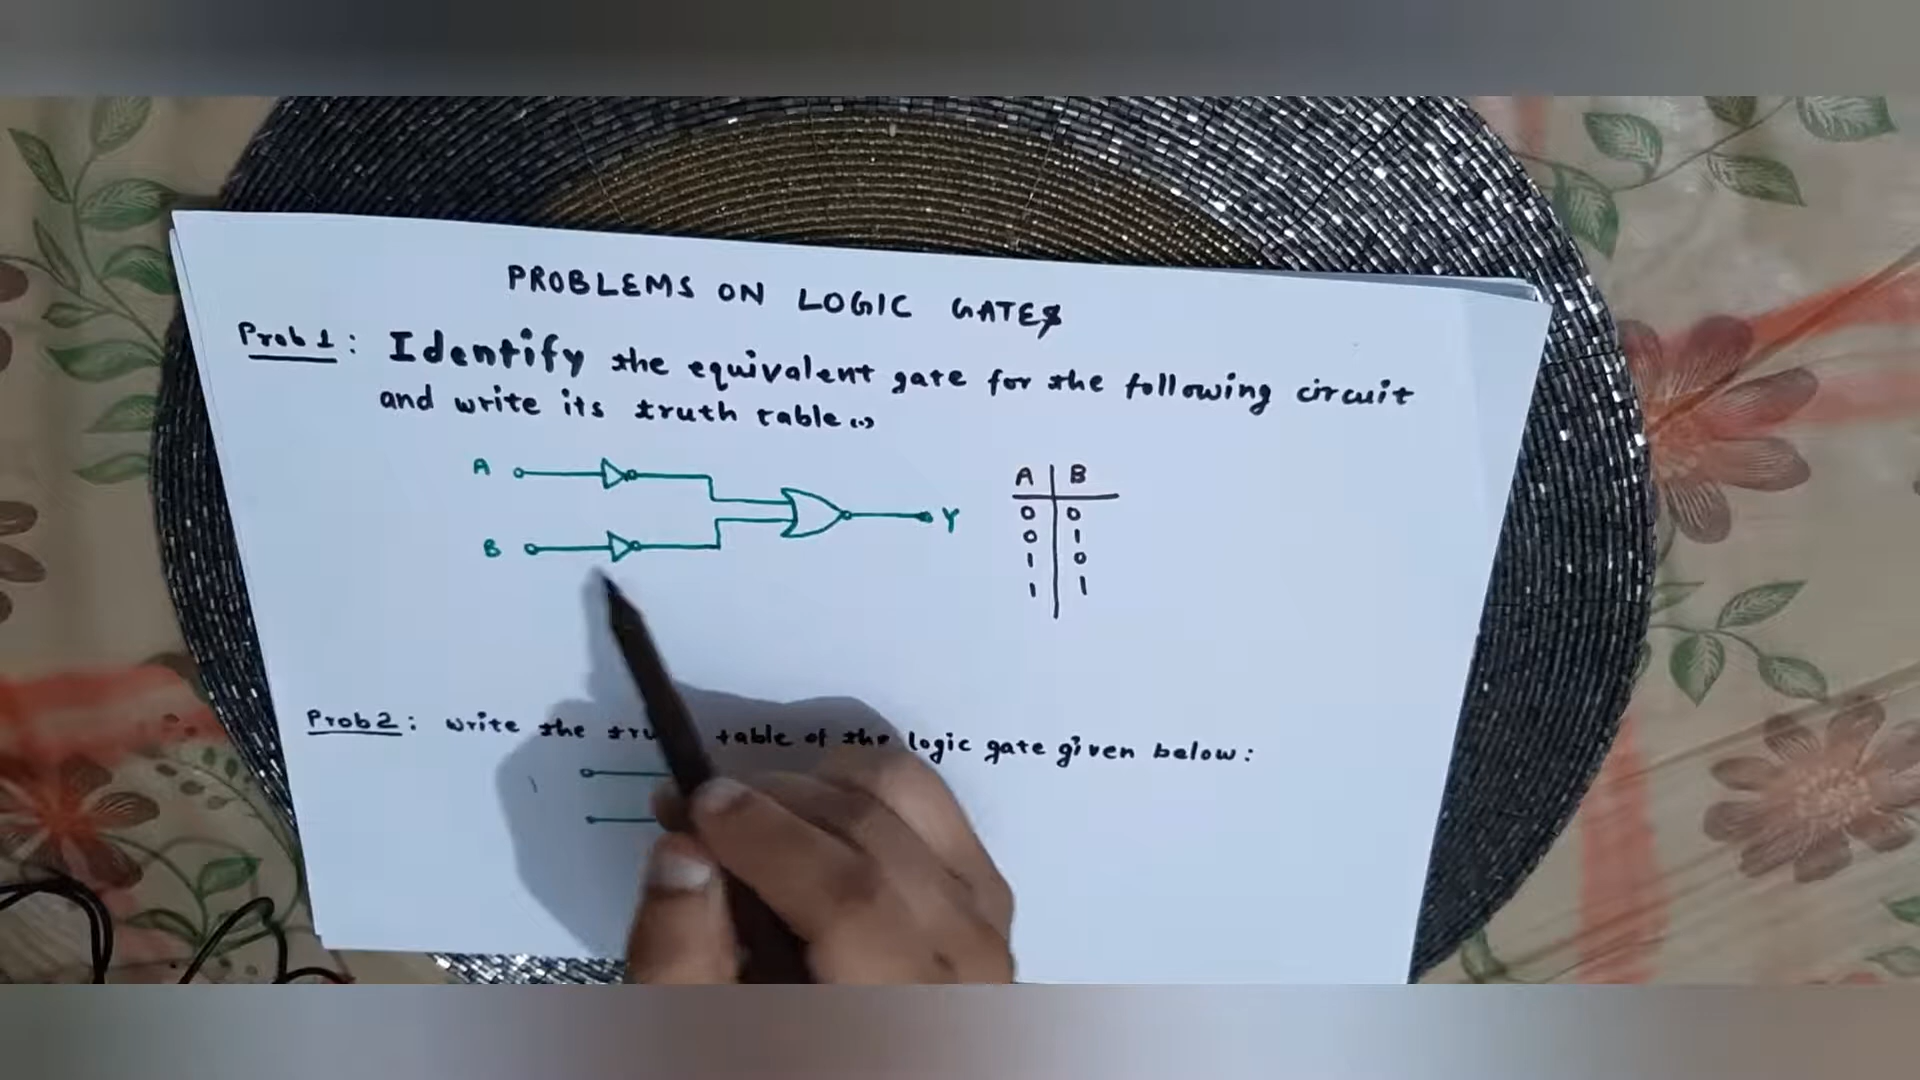 PROBLEMS ON LOGIC GATES
Prob 1: Identify the equivalent gate for the following circuit
and write its truth table (.)
A
B
Y
A B
0 0
0 1
1 0
1 1
Prob 2: Write the table of the logic gate given below: